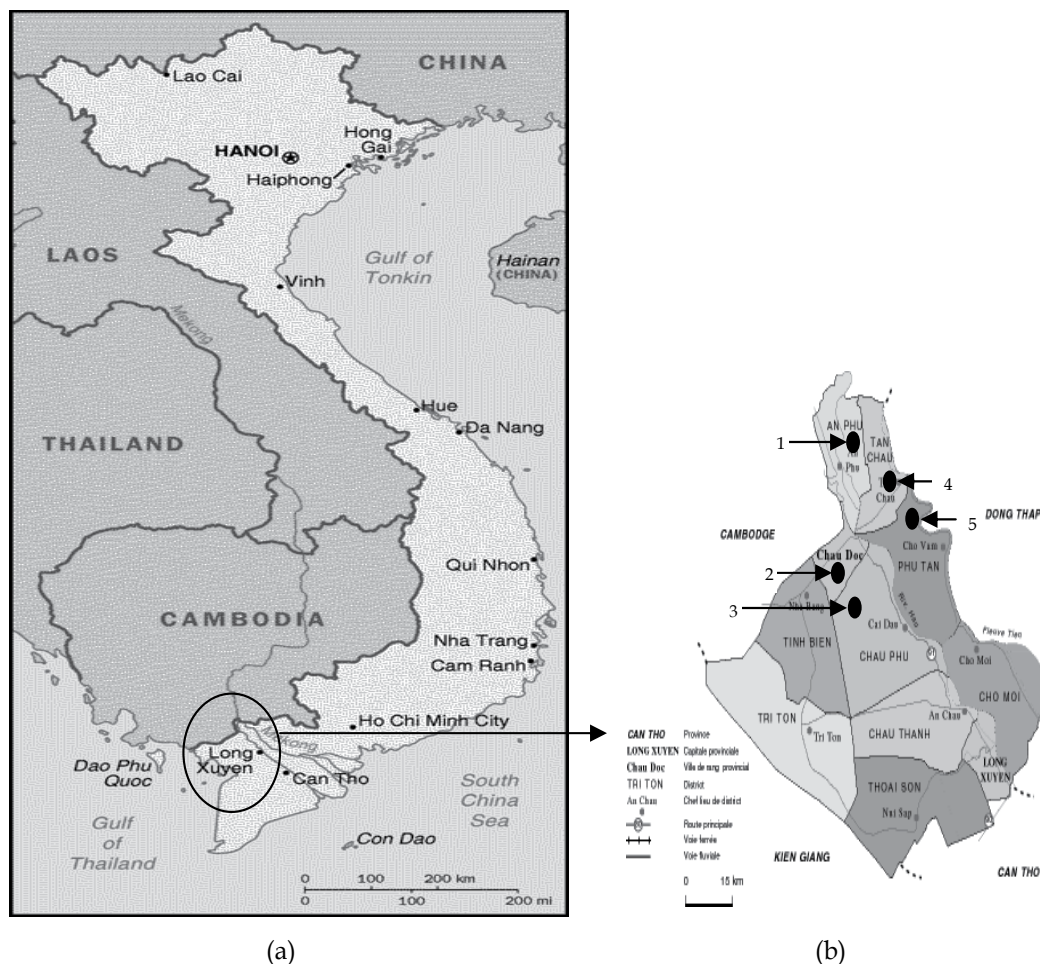 CHINA
Lao Cai
Hong
Gai
HANOI
Haiphong
LAOS
Gulf of
Tonkin
Hainan
(CHINA)
Vinh
Mekong
Hue
THAILAND
Da Nang
Qui Nhon
CAMBODIA
Nha Trang
Cam Ranh
Ho Chi Minh City
Mekong
Long
Xuyen
Dao Phu
Quoc
Can Tho
South
China
Sea
Gulf
of
Thailand
Con Dao
0 100 200 km
0 100 200 mi
(a)
AN PHU
1
TAN
CHAU
Phu
4
Chau
5
DONG THAP
CAMBODGE
Cho Vam
Chau Doc
PHU TAN
2
3
Riv. Hau
Cai Dau
TINH BIEN
CHAU PHU
Fleuve Tien
Cho Moi
CHO MOI
TRI TON
An Chau
Tri Ton
CHAU THANH
LONG
XUYEN
THOAI SON
Nui Sap
KIEN GIANG
CAN THO
CAN THO Province
LONG XUYEN Capitale provinciale
Chau Doc Ville de rang provincial
TRI TON District
An Chau Chef lieu de district
Route principale
Voie ferrée
Voie fluviale
0 15 km
(b)